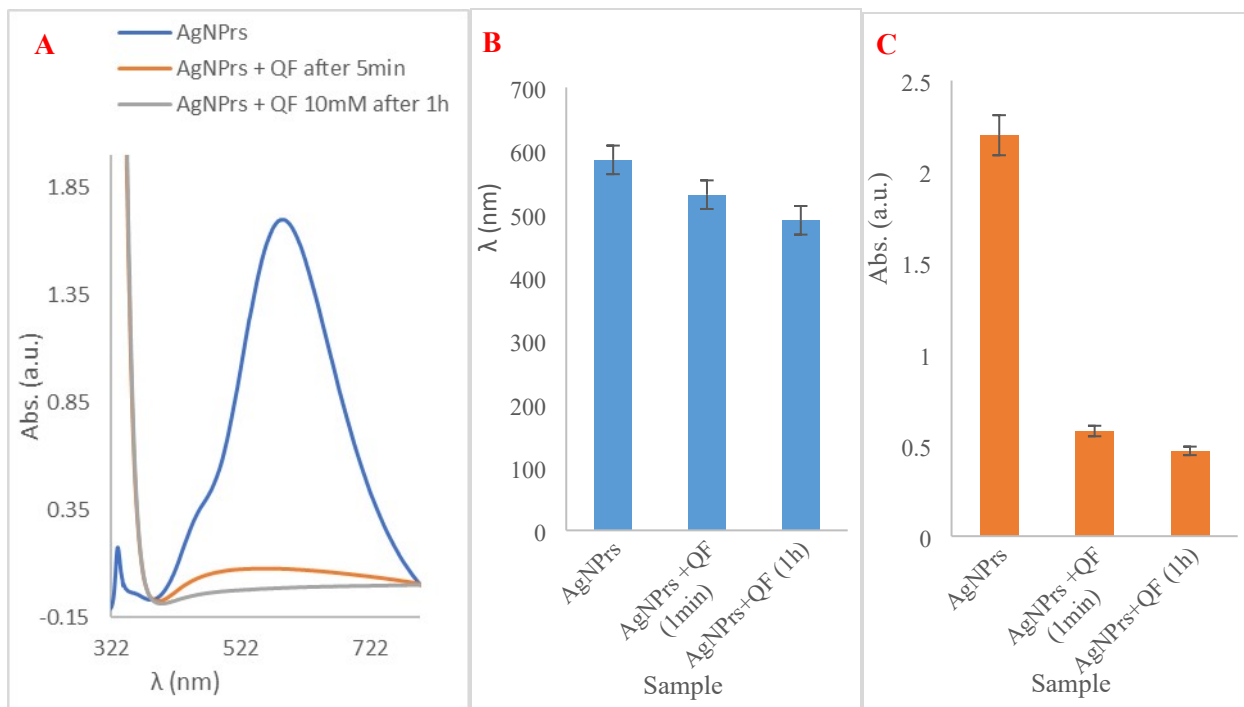 A
AgNPrs
AgNPrs + QF after 5min
AgNPrs + QF 10mM after 1h
1.85
1.35
0.85
0.35
-0.15
Abs. (a.u.)
322
522
722
λ (nm)
B
700
600
500
400
300
200
100
0
λ (nm)
AgNPrs
AgNPrs +QF
(1min)
AgNPrs+QF (1h)
Sample
C
2.5
2
1.5
1
0.5
0
Abs. (a.u.)
AgNPrs
AgNPrs +QF
(1min)
AgNPrs+QF (1h)
Sample